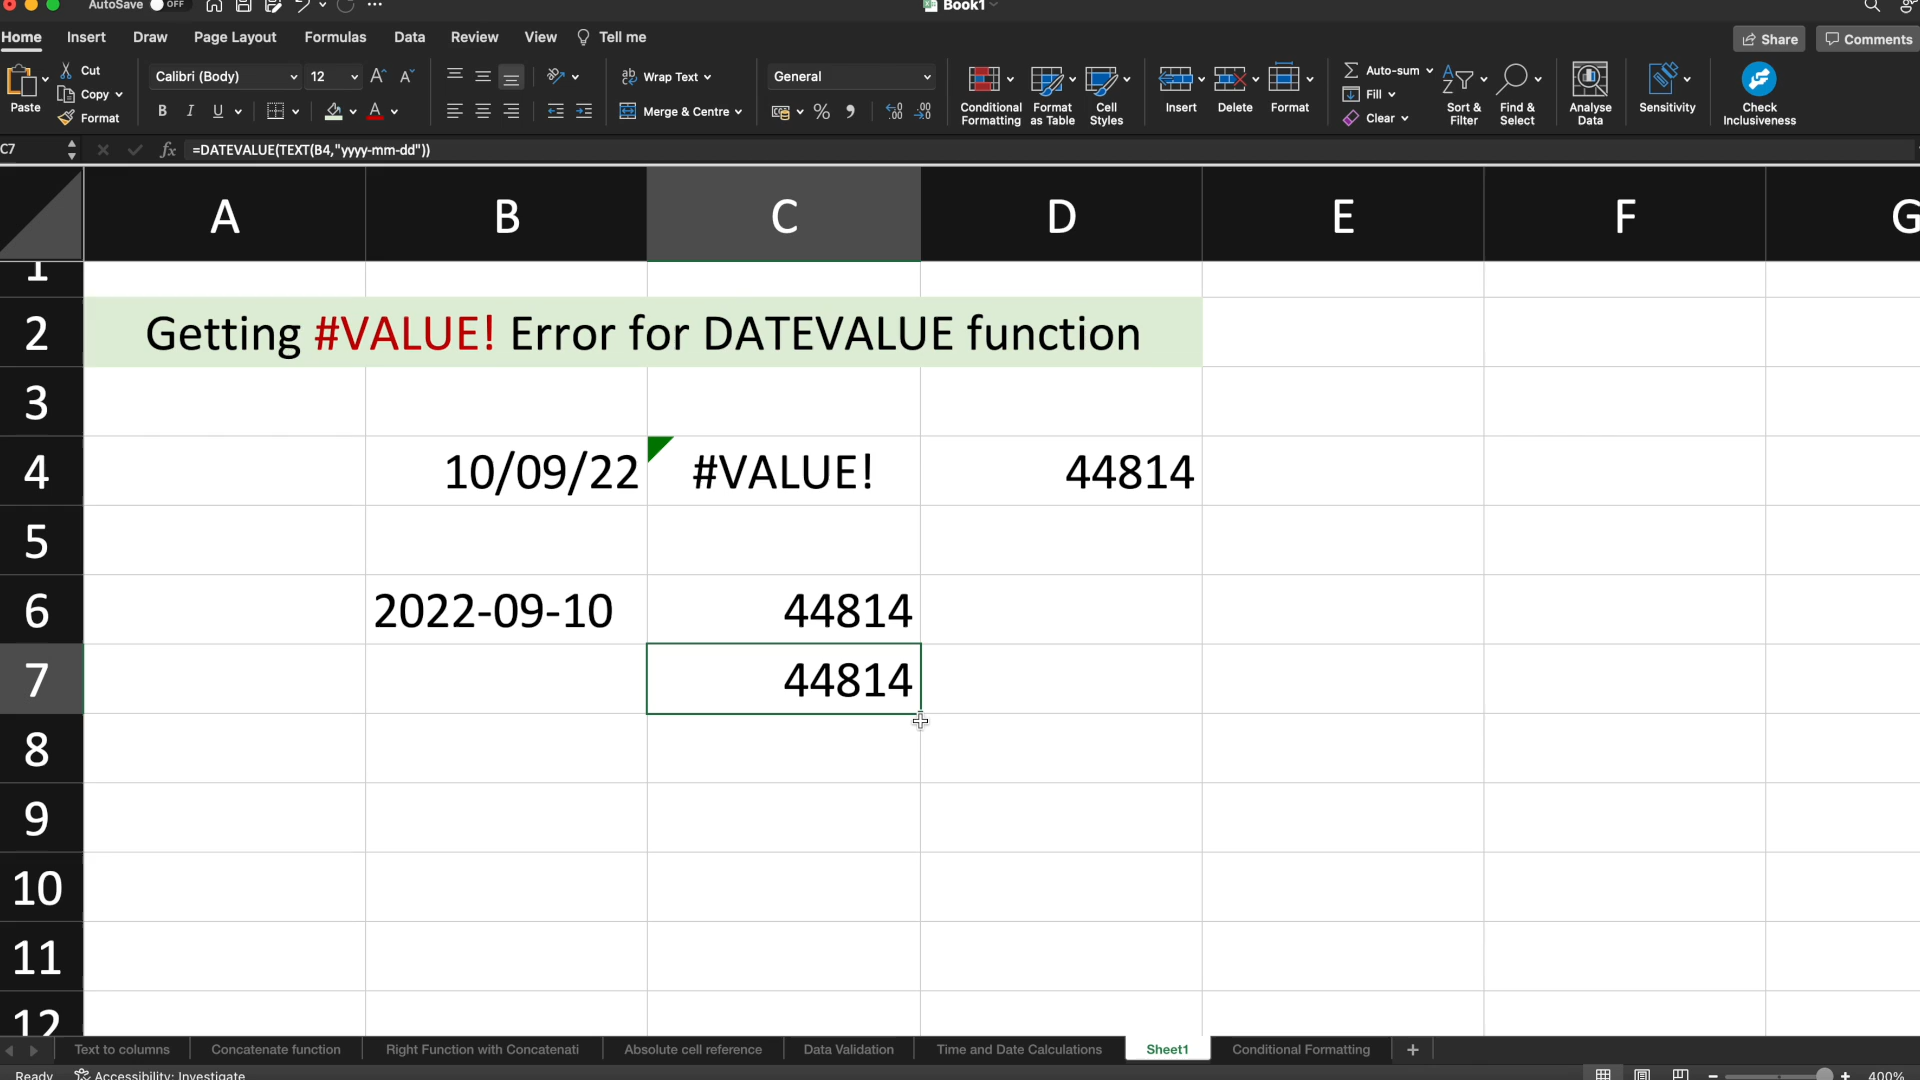 AutoSave OFF Book1
Home Insert Draw Page Layout Formulas Data Review View Tell me Share Comments
Paste Cut Copy Format
Calibri (Body) 12
B I U A
Wrap Text
Merge & Centre
General
%
Conditional Formatting
Format as Table
Cell Styles
Insert
Delete
Format
Auto-sum
Fill
Clear
Sort & Filter
Find & Select
Analyse Data
Sensitivity
Check Inclusiveness
C7 fx =DATEVALUE(TEXT(B4,"yyyy-mm-dd"))
A B C D E F G
1
2 Getting #VALUE! Error for DATEVALUE function
3
4 10/09/22 #VALUE! 44814
5
6 2022-09-10 44814
7 44814
8
9
10
11
12
Text to columns Concatenate function Right Function with Concatenati Absolute cell reference Data Validation Time and Date Calculations Sheet1 Conditional Formatting +
Ready Accessibility: Investigate - + 400%